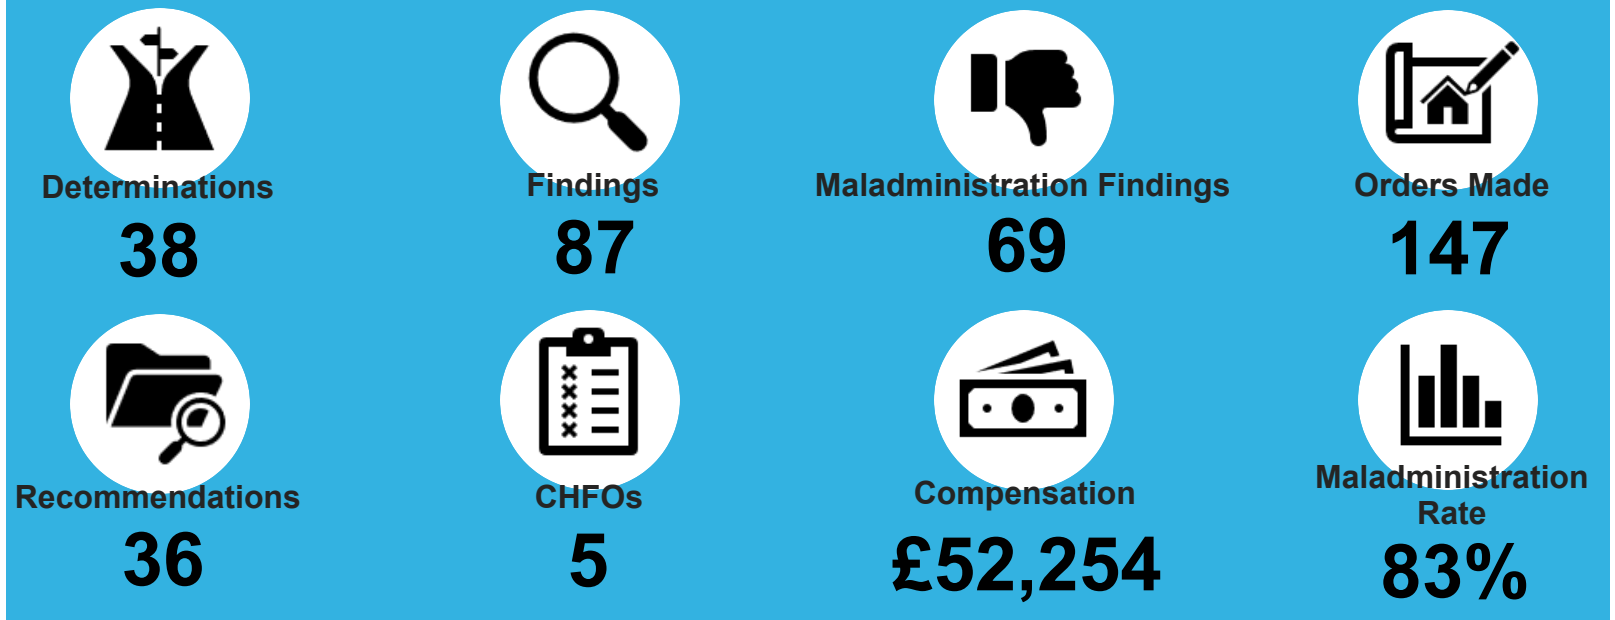 Determinations
38
Findings
87
Maladministration Findings
69
Orders Made
147
Recommendations
36
CHFOs
5
Compensation
£52,254
Maladministration
Rate
83%